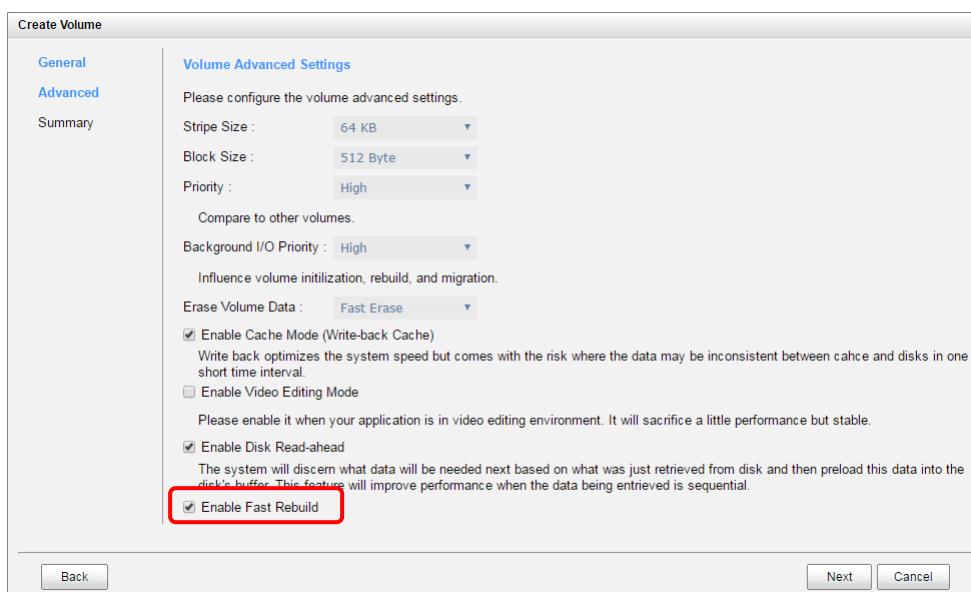 Create Volume
General
Advanced
Summary
Volume Advanced Settings
Please configure the volume advanced settings.
Stripe Size : 64 KB
Block Size : 512 Byte
Priority : High
Compare to other volumes.
Background I/O Priority : High
Influence volume initilization, rebuild, and migration.
Erase Volume Data : Fast Erase
Enable Cache Mode (Write-back Cache)
Write back optimizes the system speed but comes with the risk where the data may be inconsistent between cahce and disks in one
short time interval.
Enable Video Editing Mode
Please enable it when your application is in video editing environment. It will sacrifice a little performance but stable.
Enable Disk Read-ahead
The system will discern what data will be needed next based on what was just retrieved from disk and then preload this data into the
disk's buffer. This feature will improve performance when the data being entrieved is sequential.
Enable Fast Rebuild
Back
Next
Cancel